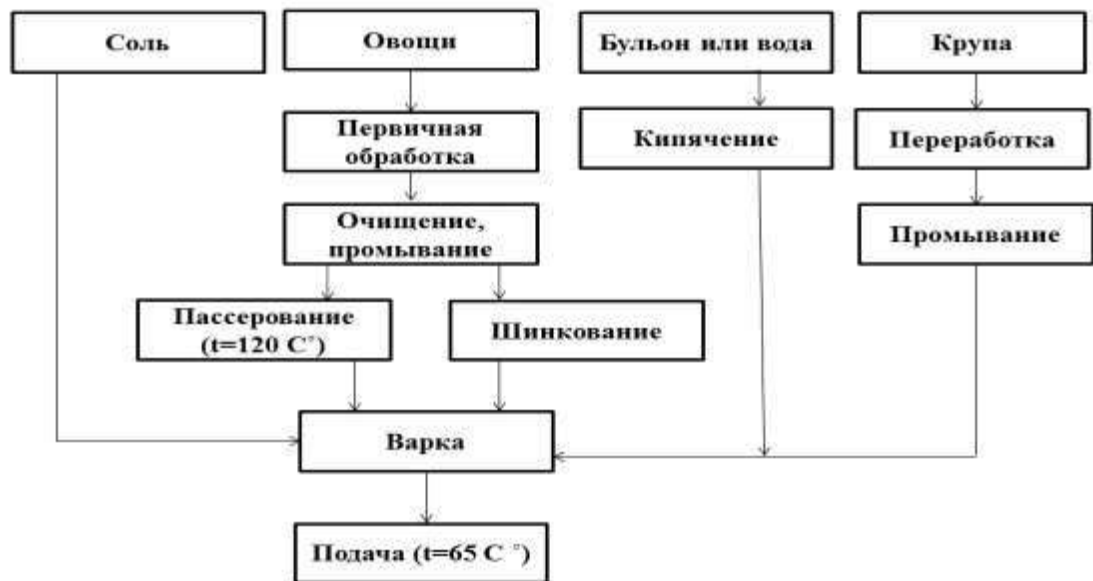 Соль
Овощи
Бульон или вода
Крупа
Первичная
обработка
Кипячение
Переработка
Очищение,
промывание
Промывание
Пассерование
(t=120 C˚)
Шинкование
Варка
Подача (t=65 C ˚)